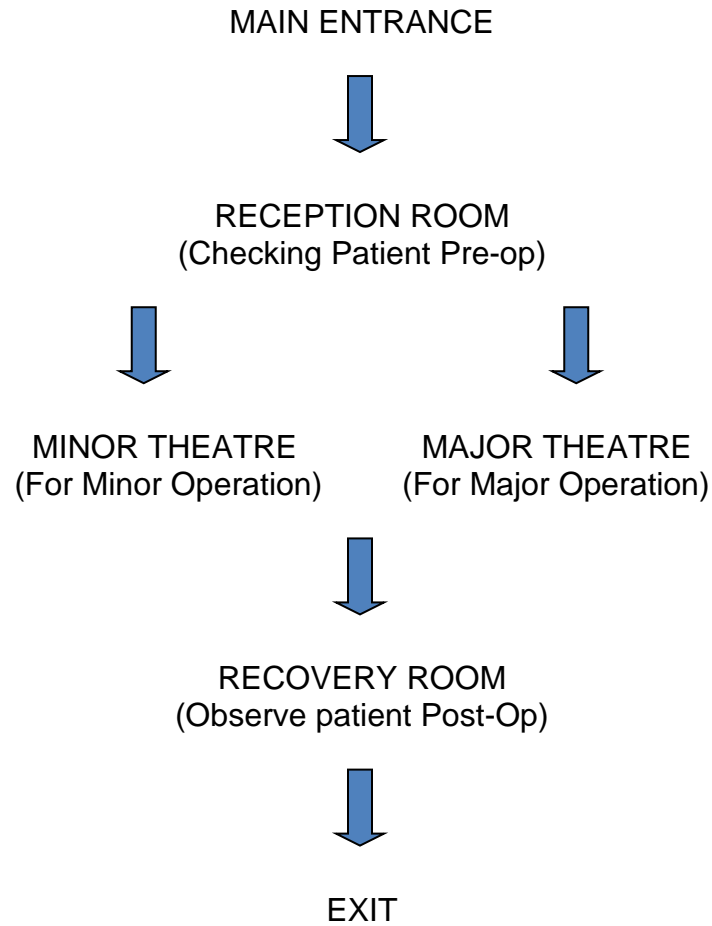 MAIN ENTRANCE
RECEPTION ROOM
(Checking Patient Pre-op)
MINOR THEATRE
(For Minor Operation)
MAJOR THEATRE
(For Major Operation)
RECOVERY ROOM
(Observe patient Post-Op)
EXIT